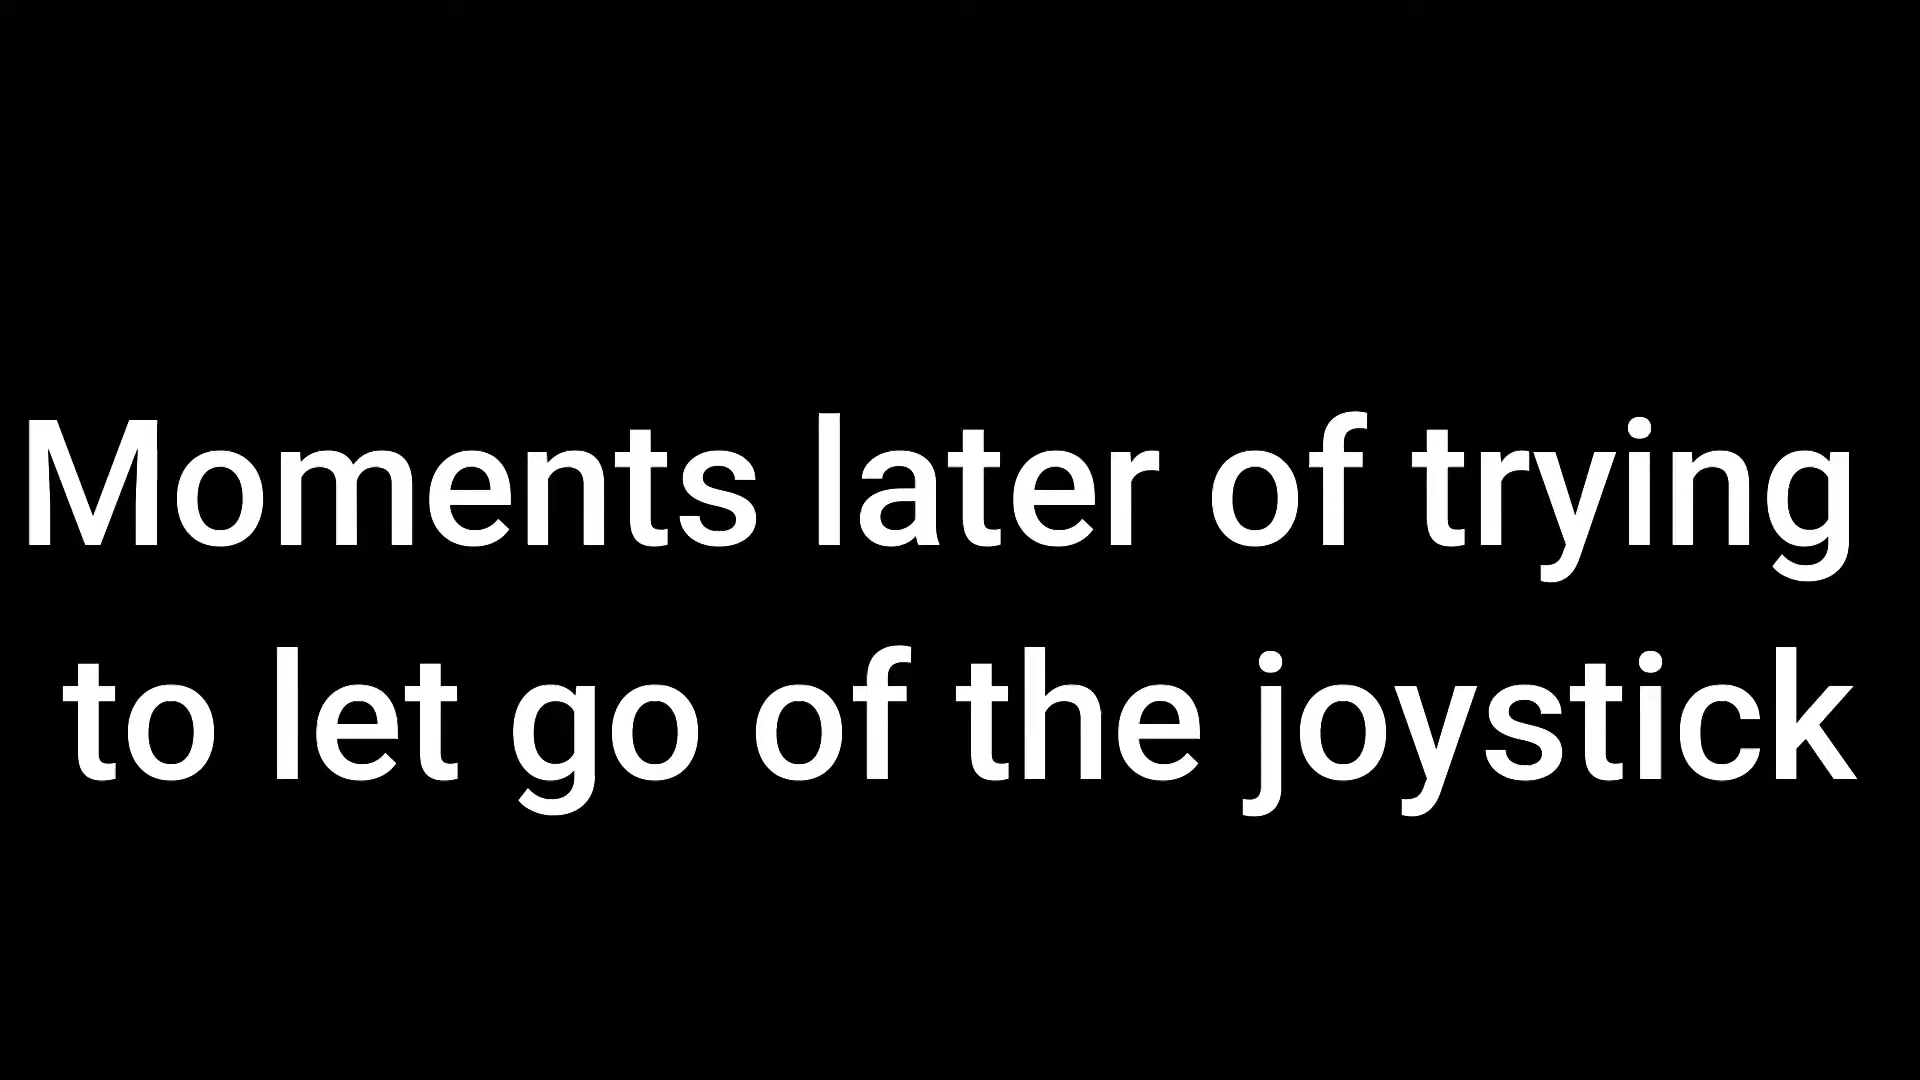 Moments later of trying
to let go of the joystick